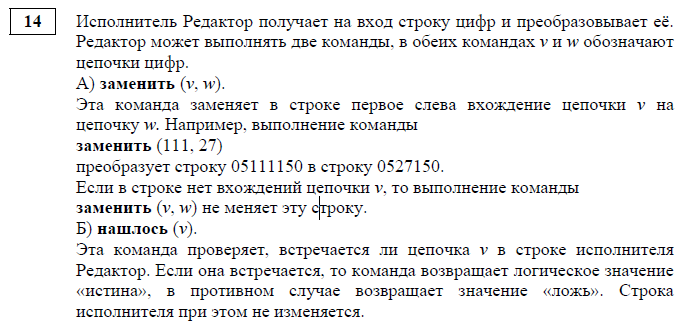 14
Исполнитель Редактор получает на вход строку цифр и преобразовывает её.
Редактор может выполнять две команды, в обеих командах v и w обозначают
цепочки цифр.
А) заменить (v, w).
Эта команда заменяет в строке первое слева вхождение цепочки v на
цепочку w. Например, выполнение команды
заменить (111, 27)
преобразует строку 05111150 в строку 0527150.
Если в строке нет вхождений цепочки v, то выполнение команды
заменить (v, w) не меняет эту строку.
Б) нашлось (v).
Эта команда проверяет, встречается ли цепочка v в строке исполнителя
Редактор. Если она встречается, то команда возвращает логическое значение
«истина», в противном случае возвращает значение «ложь». Строка
исполнителя при этом не изменяется.